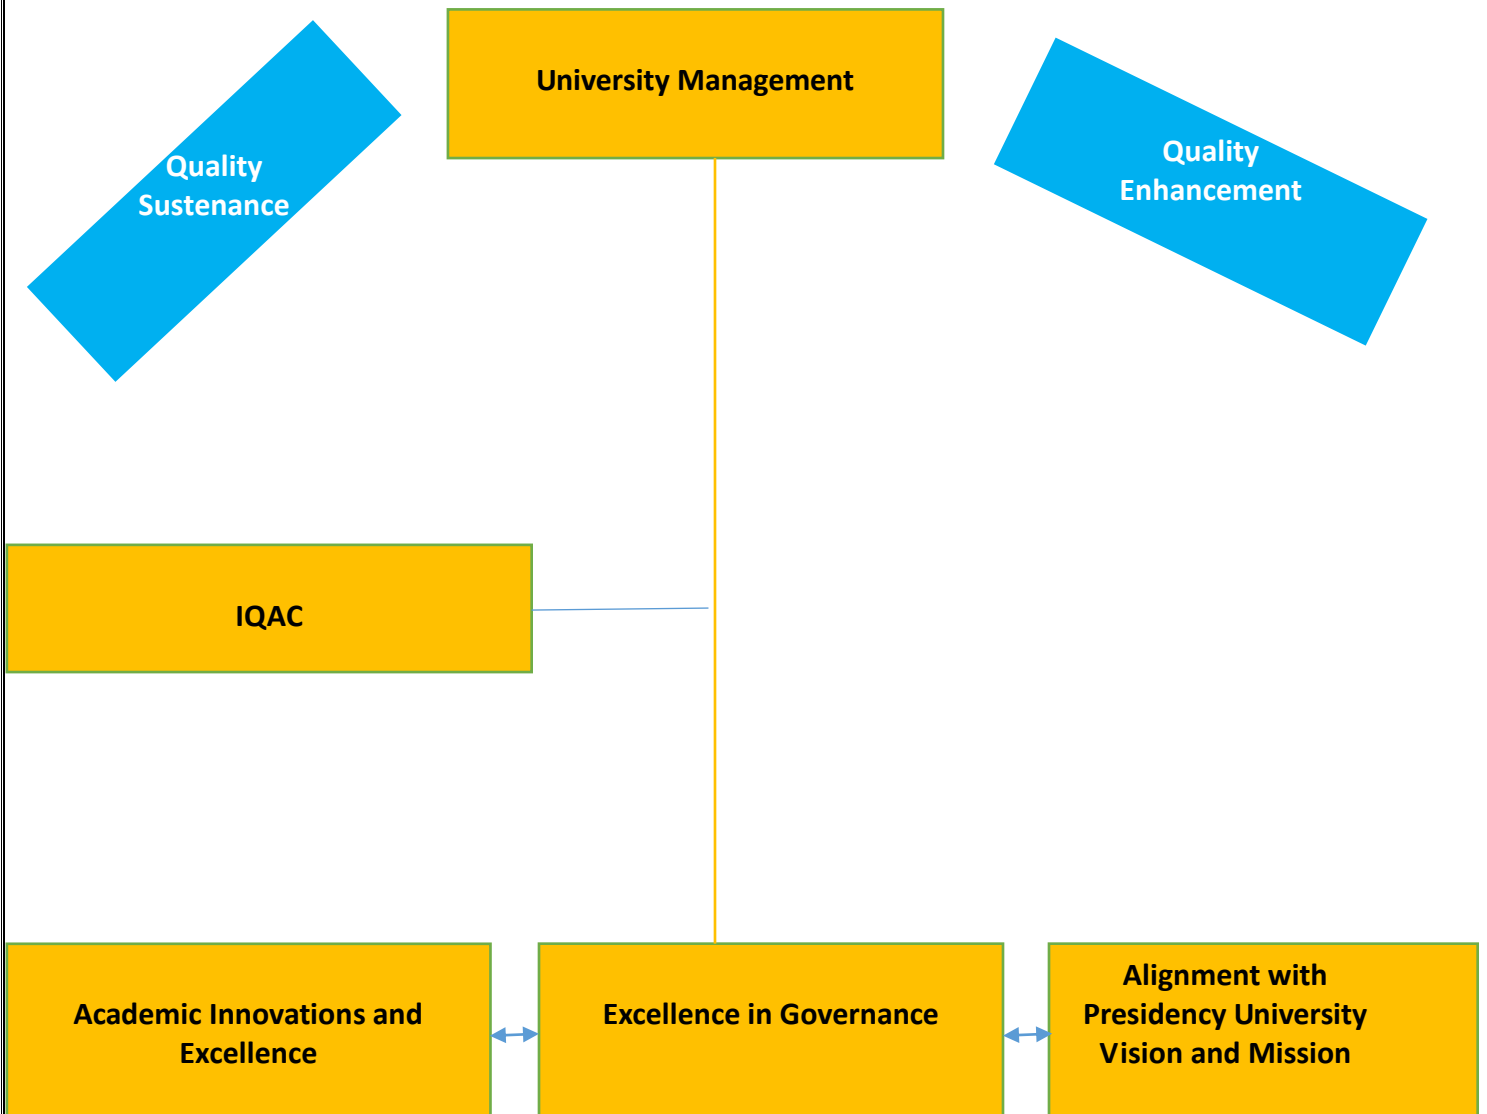 University Management
Quality
Sustenance
Quality
Enhancement
IQAC
Academic Innovations and
Excellence
Excellence in Governance
Alignment with
Presidency University
Vision and Mission